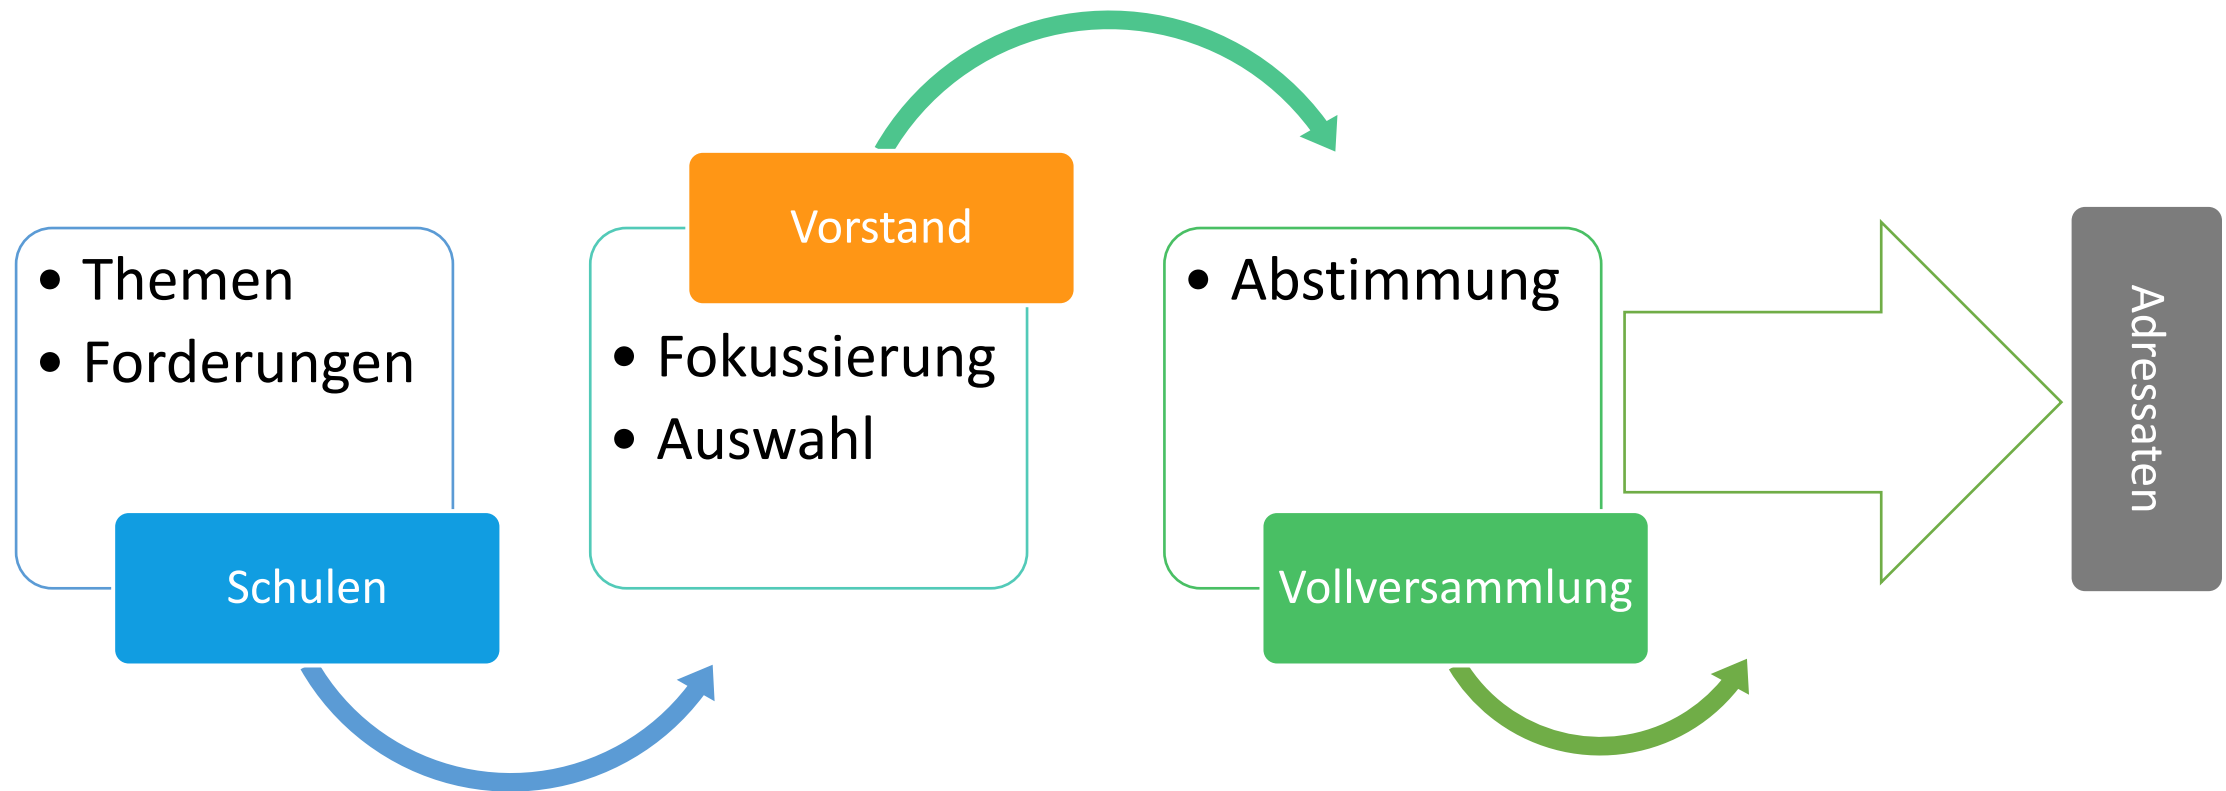 • Themen
• Forderungen
Schulen
Vorstand
• Fokussierung
• Auswahl
• Abstimmung
Vollversammlung
Adressaten